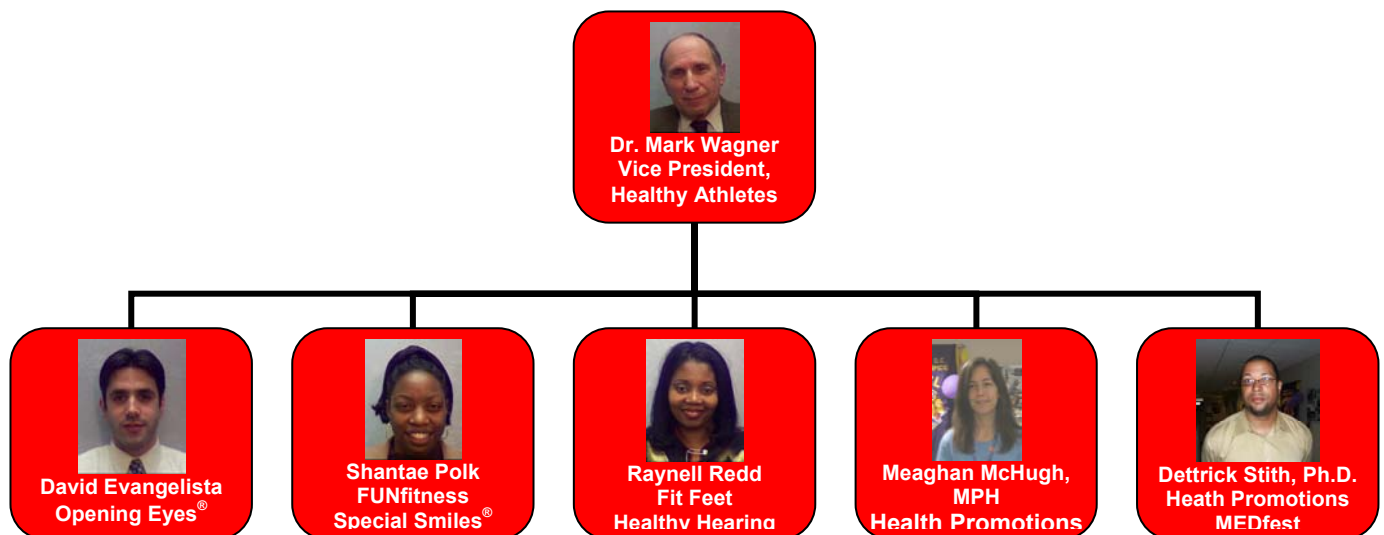 Dr. Mark Wagner
Vice President,
Healthy Athletes
David Evangelista
Opening Eyes®
Shantae Polk
FUNfitness
Special Smiles®
Raynell Redd
Fit Feet
Healthy Hearing
Meaghan McHugh,
MPH
Health Promotions
Dettrick Stith, Ph.D.
Heath Promotions
MEDfest